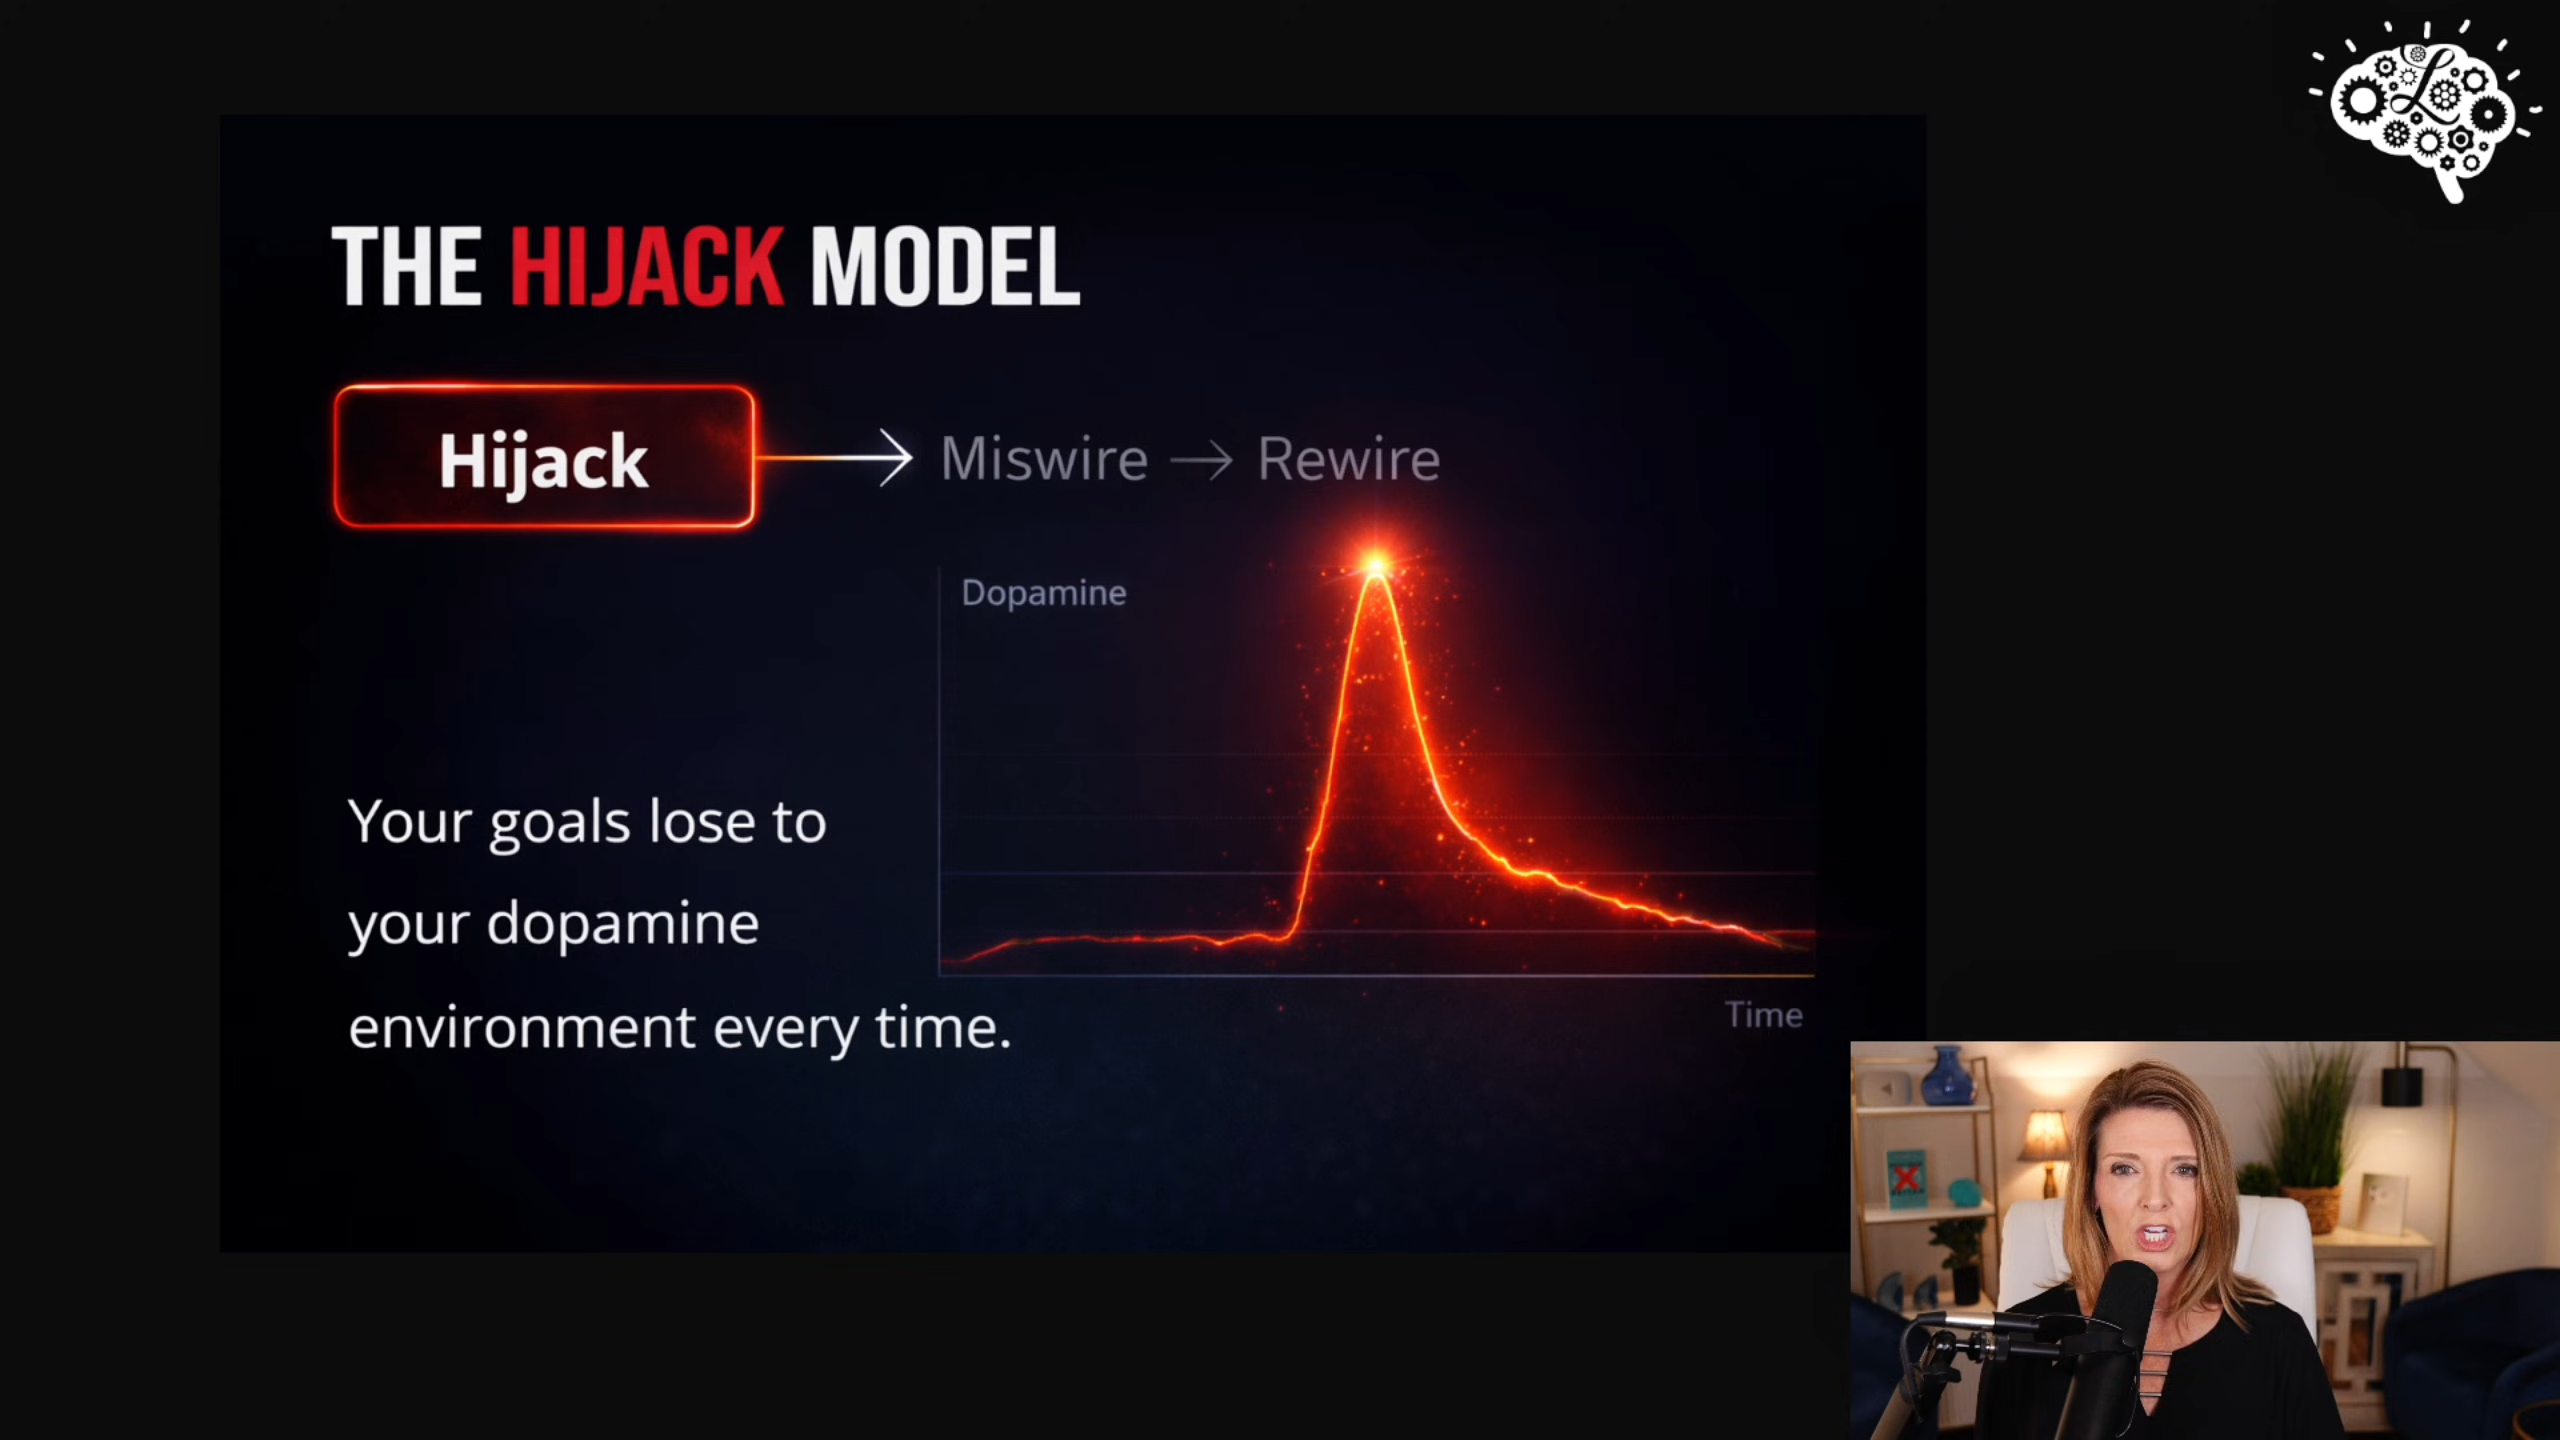 THE HIJACK MODEL
Hijack → Miswire → Rewire
Dopamine
Your goals lose to
your dopamine
environment every time.
Time